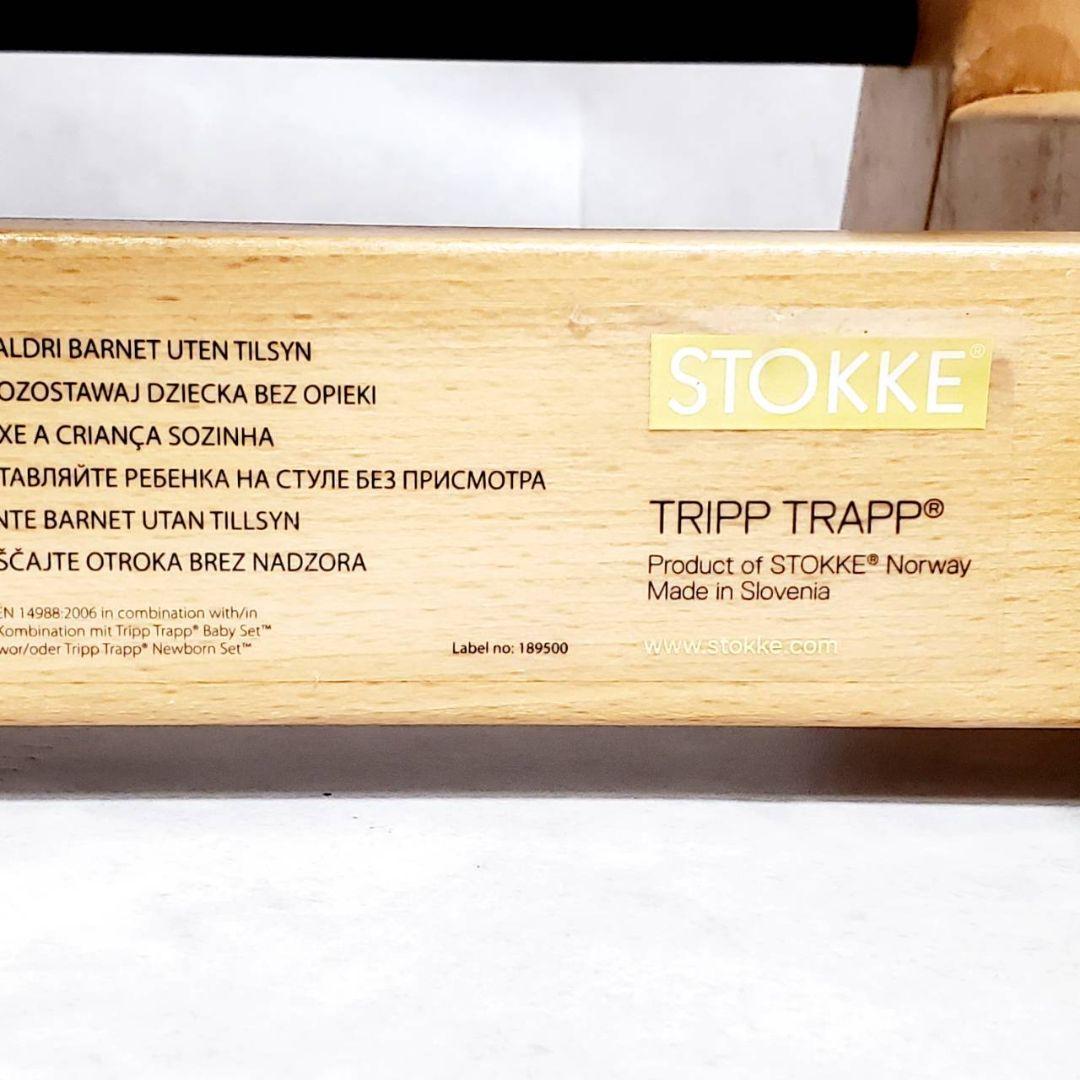 ALDRI BARNET UTEN TILSYN
OZOSTAWAJ DZIECKA BEZ OPIEKI
XE A CRIANÇA SOZINHA
ТАВЛЯЙТЕ РЕБЕНКА НА СТУЛЕ БЕЗ ПРИСМОТРА
NTE BARNET UTAN TILLSYN
ŠČAJTE OTROKA BREZ NADZORA
EN 14988:2006 in combination with/in
Kombination mit Tripp Trapp® Baby Set™
wor/oder Tripp Trapp® Newborn Set™
Label no: 189500
STOKKE®
TRIPP TRAPP®
Product of STOKKE® Norway
Made in Slovenia
www.stokke.com